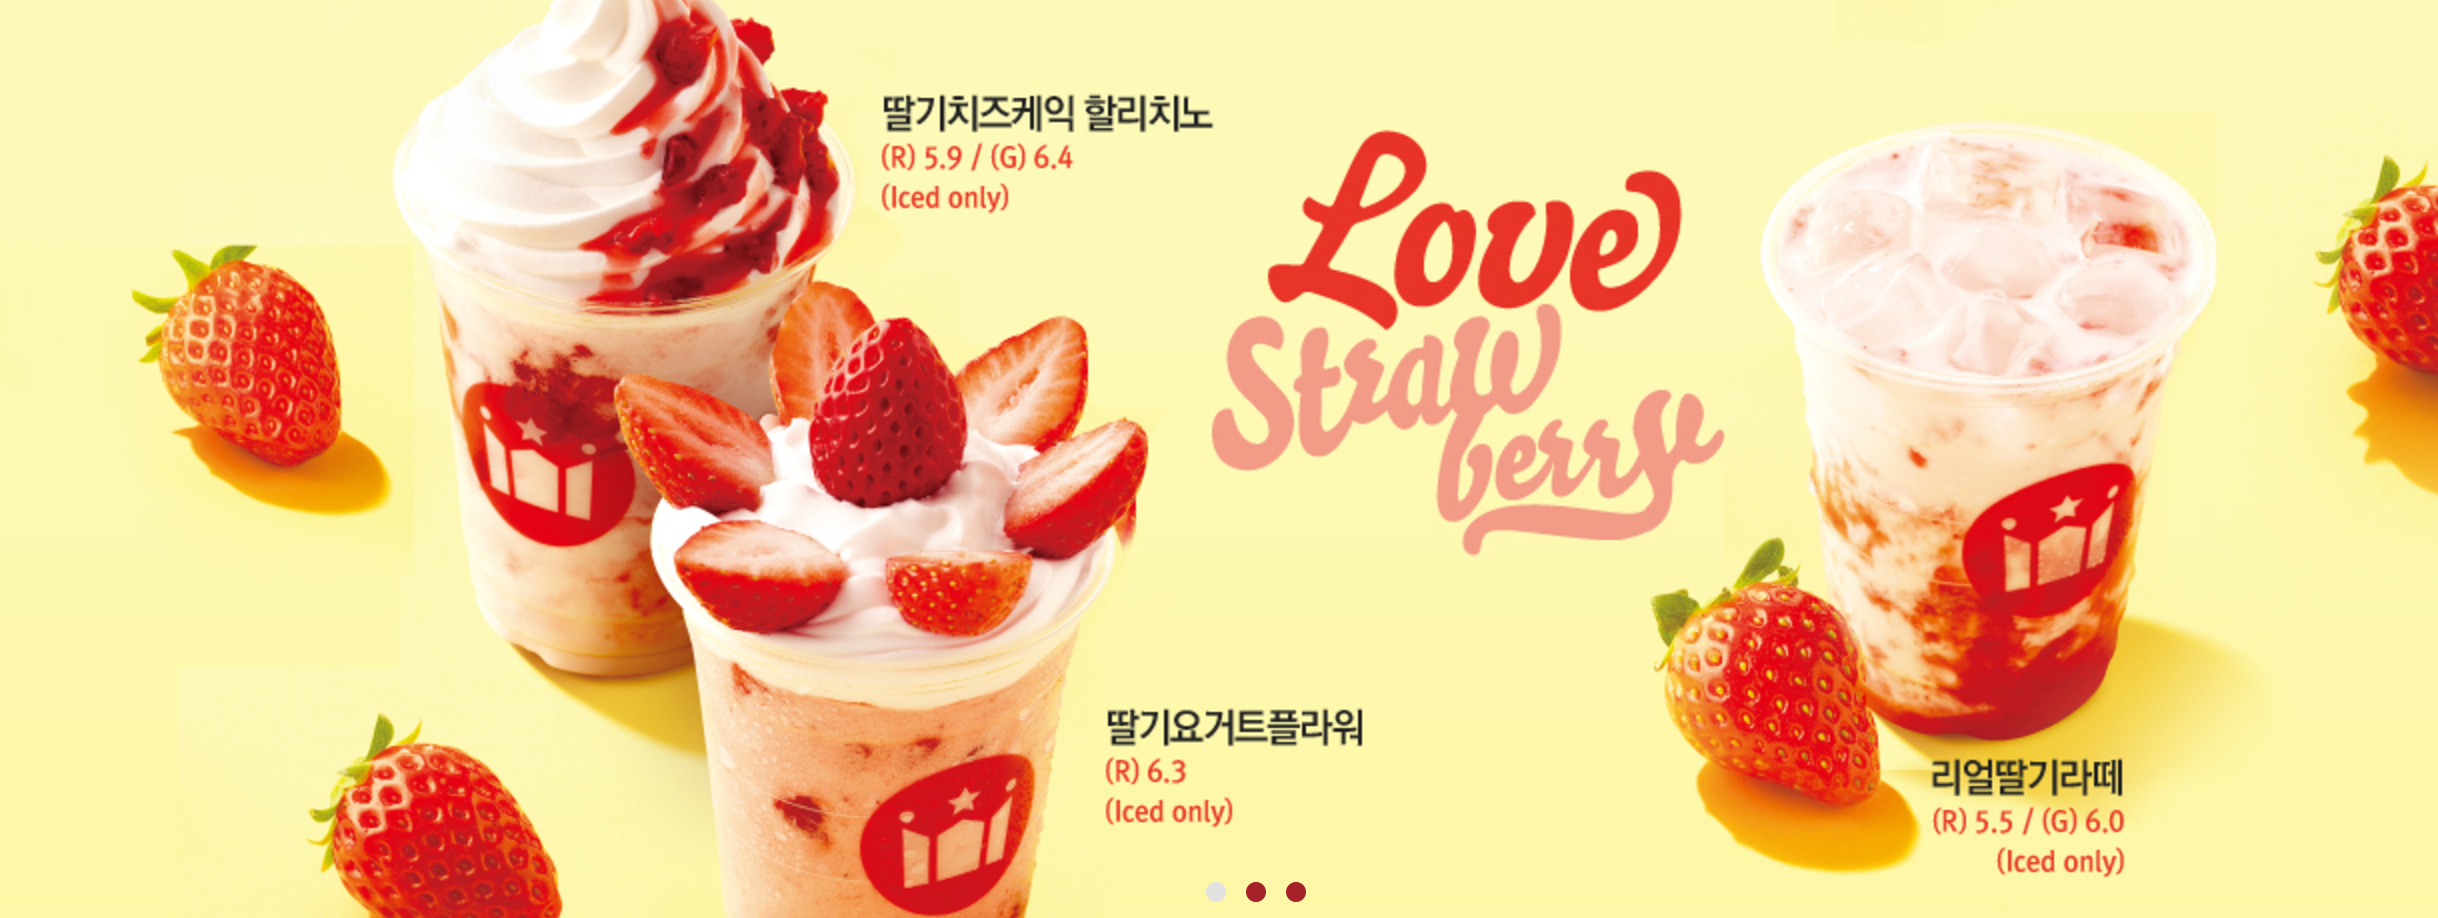 딸기치즈케익 할리치노
(R) 5.9 / (G) 6.4
(Iced only)
Love
Straw
berry
딸기요거트플라워
(R) 6.3
(Iced only)
리얼딸기라떼
(R) 5.5 / (G) 6.0
(Iced only)